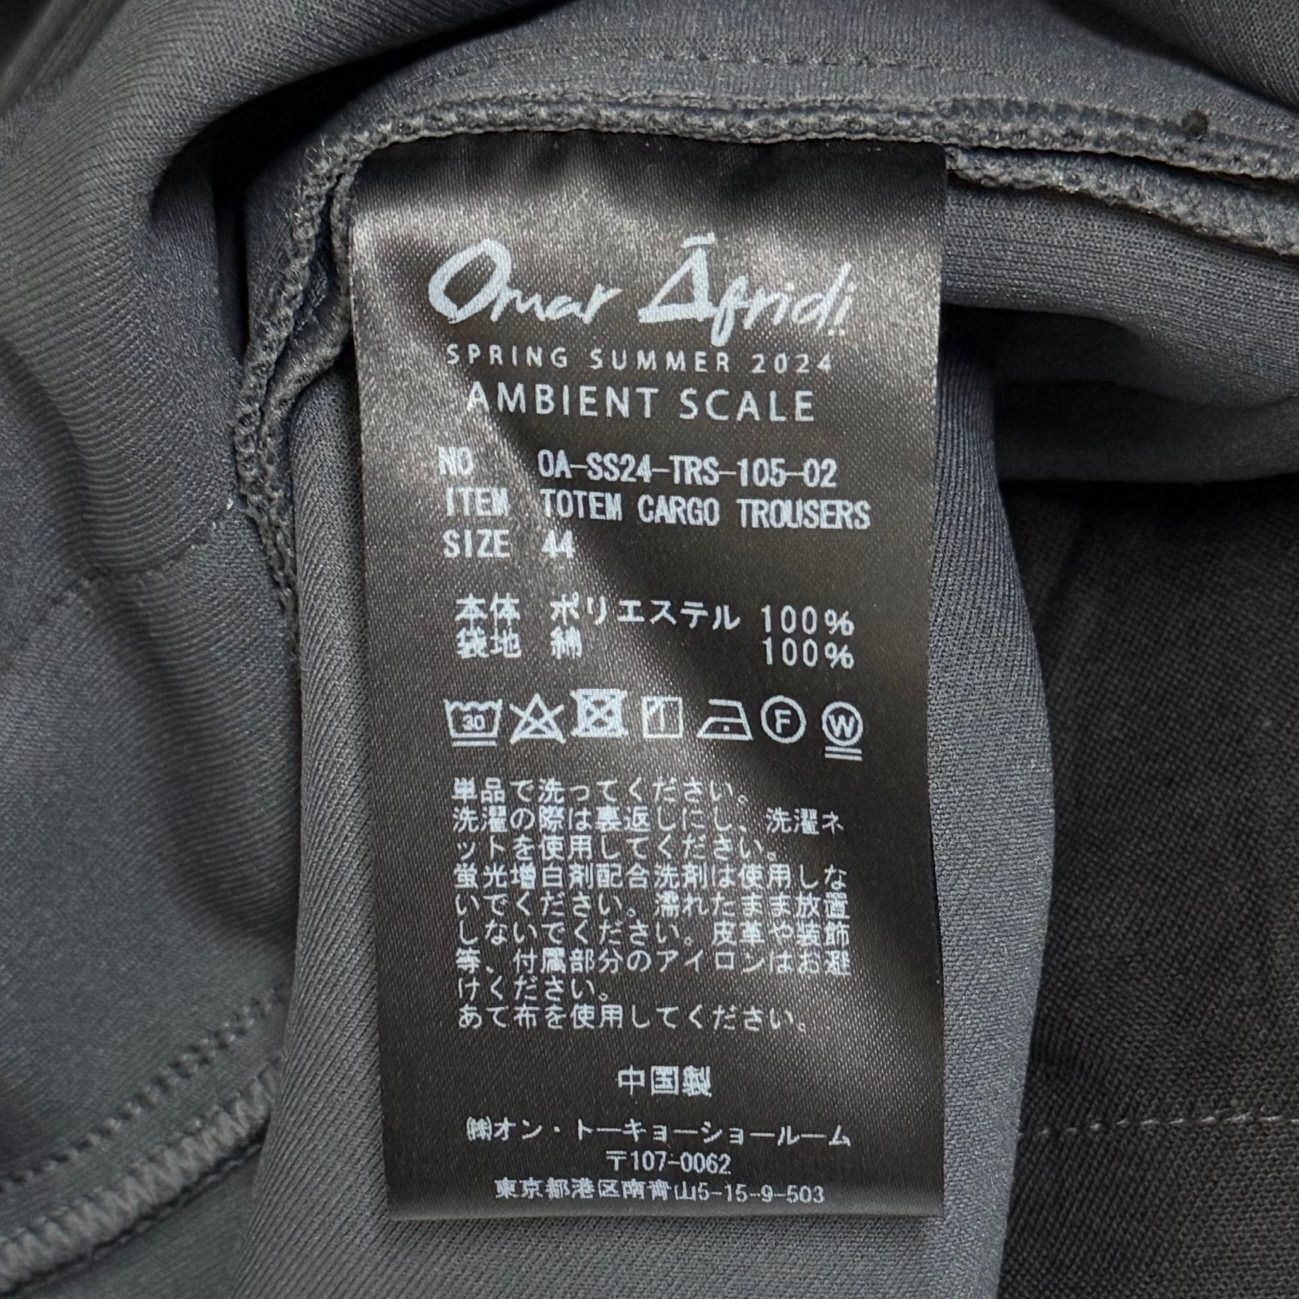 Omar Āfridi
SPRING SUMMER 2024
AMBIENT SCALE
NO OA-SS24-TRS-105-02
ITEM TOTEM CARGO TROUSERS
SIZE 44
本体 ポリエステル 100%
袋地 綿 100%
30 F W
単品で洗ってください。
洗濯の際は裏返しにし、洗濯ネ
ットを使用してください。
蛍光増白剤配合洗剤は使用しな
いでください。濡れたまま放置
しないでください。皮革や装飾
等、付属部分のアイロンはお避
けください。
あて布を使用してください。
中国製
㈱オン・トーキョーショールーム
〒107-0062
東京都港区南青山5-15-9-503